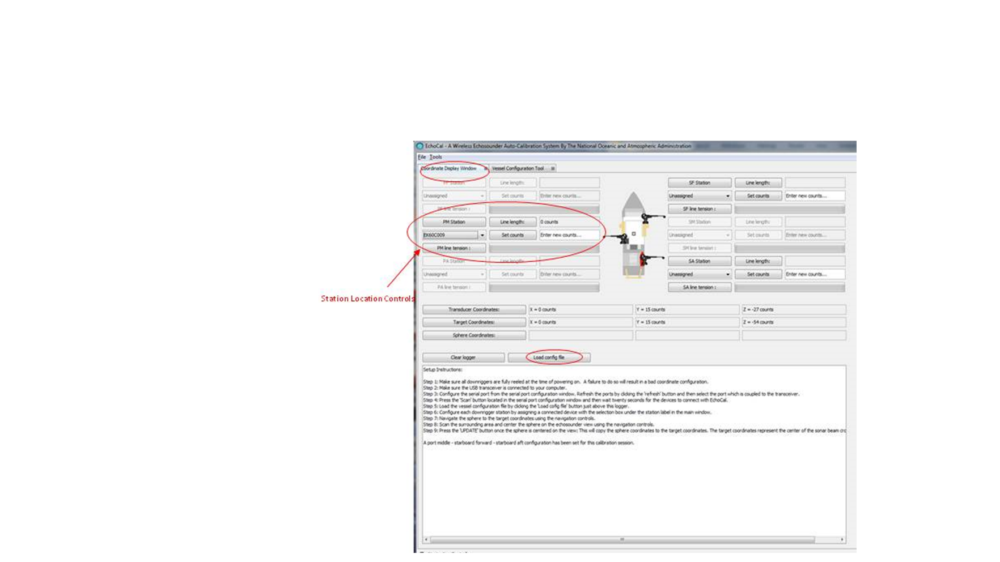 EchoCal - A Wireless Echosounder Auto-Calibration System By The National Oceanic and Atmospheric Administration
File Tools
Coordinate Display Window Vessel Configuration Tool
PF Station Line length: SF Station Line length:
Unassigned Set counts Enter new counts... Unassigned Set counts Enter new counts...
PF line tension : SF line tension :
PM Station Line length: 0 counts SM Station Line length:
EK60C009 Set counts Enter new counts... Unassigned Set counts Enter new counts...
PM line tension : SM line tension :
PA Station Line length: SA Station Line length:
Unassigned Set counts Enter new counts... Unassigned Set counts Enter new counts...
PA line tension : SA line tension :
Station Location Controls
Transducer Coordinates: X = 0 counts Y = 15 counts Z = -27 counts
Target Coordinates: X = 0 counts Y = 15 counts Z = -54 counts
Sphere Coordinates:
Clear logger Load config file
Setup Instructions:
Step 1: Make sure all downriggers are fully reeled at the time of powering on. A failure to do so will result in a bad coordinate configuration.
Step 2: Make sure the USB transceiver is connected to your computer.
Step 3: Configure the serial port from the serial port configuration window. Refresh the ports by clicking the 'refresh' button and then select the port which is coupled to the transceiver.
Step 4: Press the 'Scan' button located in the serial port configuration window and then wait twenty seconds for the devices to connect with EchoCal.
Step 5: Load the vessel configuration file by clicking the 'Load cofig file' button just above this logger.
Step 6: Configure each downrigger station by assigning a connected device with the selection box under the station label in the main window.
Step 7: Navigate the sphere to the target coordinates using the navigation controls.
Step 8: Scan the surrounding area and center the sphere on the echosounder view using the navigation controls.
Step 9: Press the 'UPDATE' button once the sphere is centered on the view; This will copy the sphere coordinates to the target coordinates. The target coordinates represent the center of the sonar beam cro
A port middle - starboard forward - starboard aft configuration has been set for this calibration session.